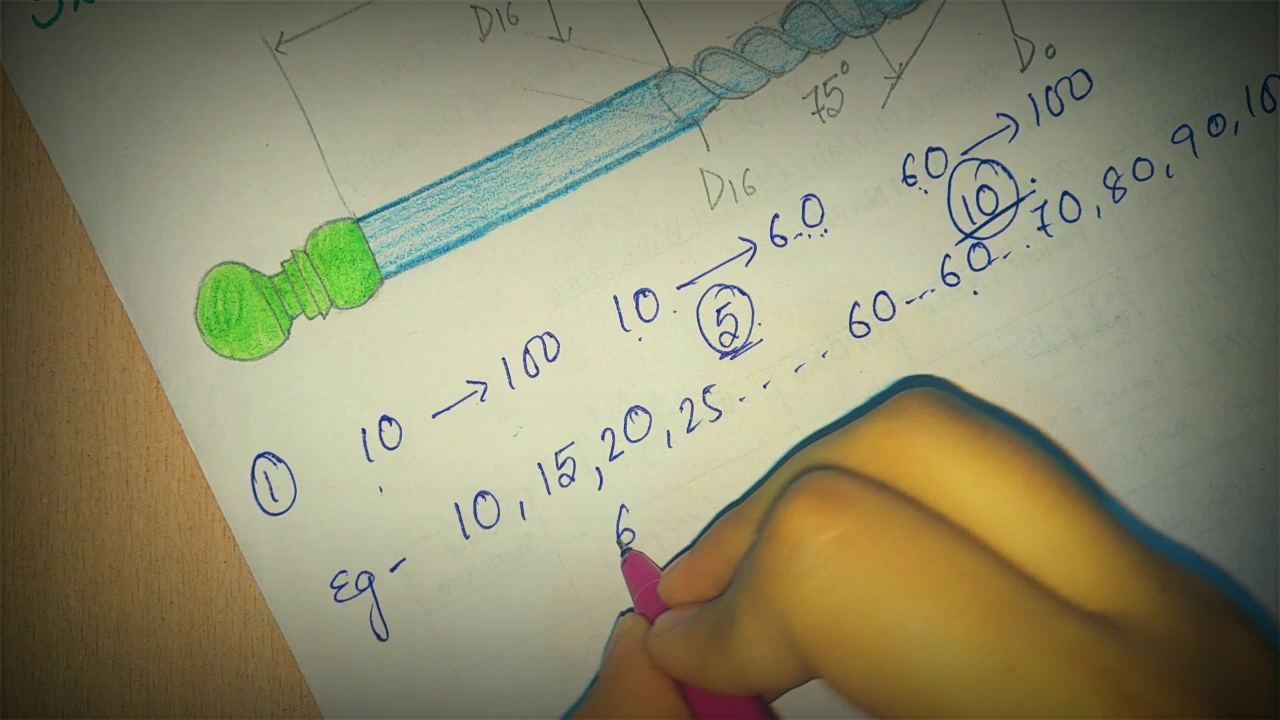 D16
D0
75°
D16
① 10 → 100 10 → 60 60 → 100
5 10
Eg - 10, 15, 20, 25 ..... 60 --- 60 ... 70, 80, 90, 10
6